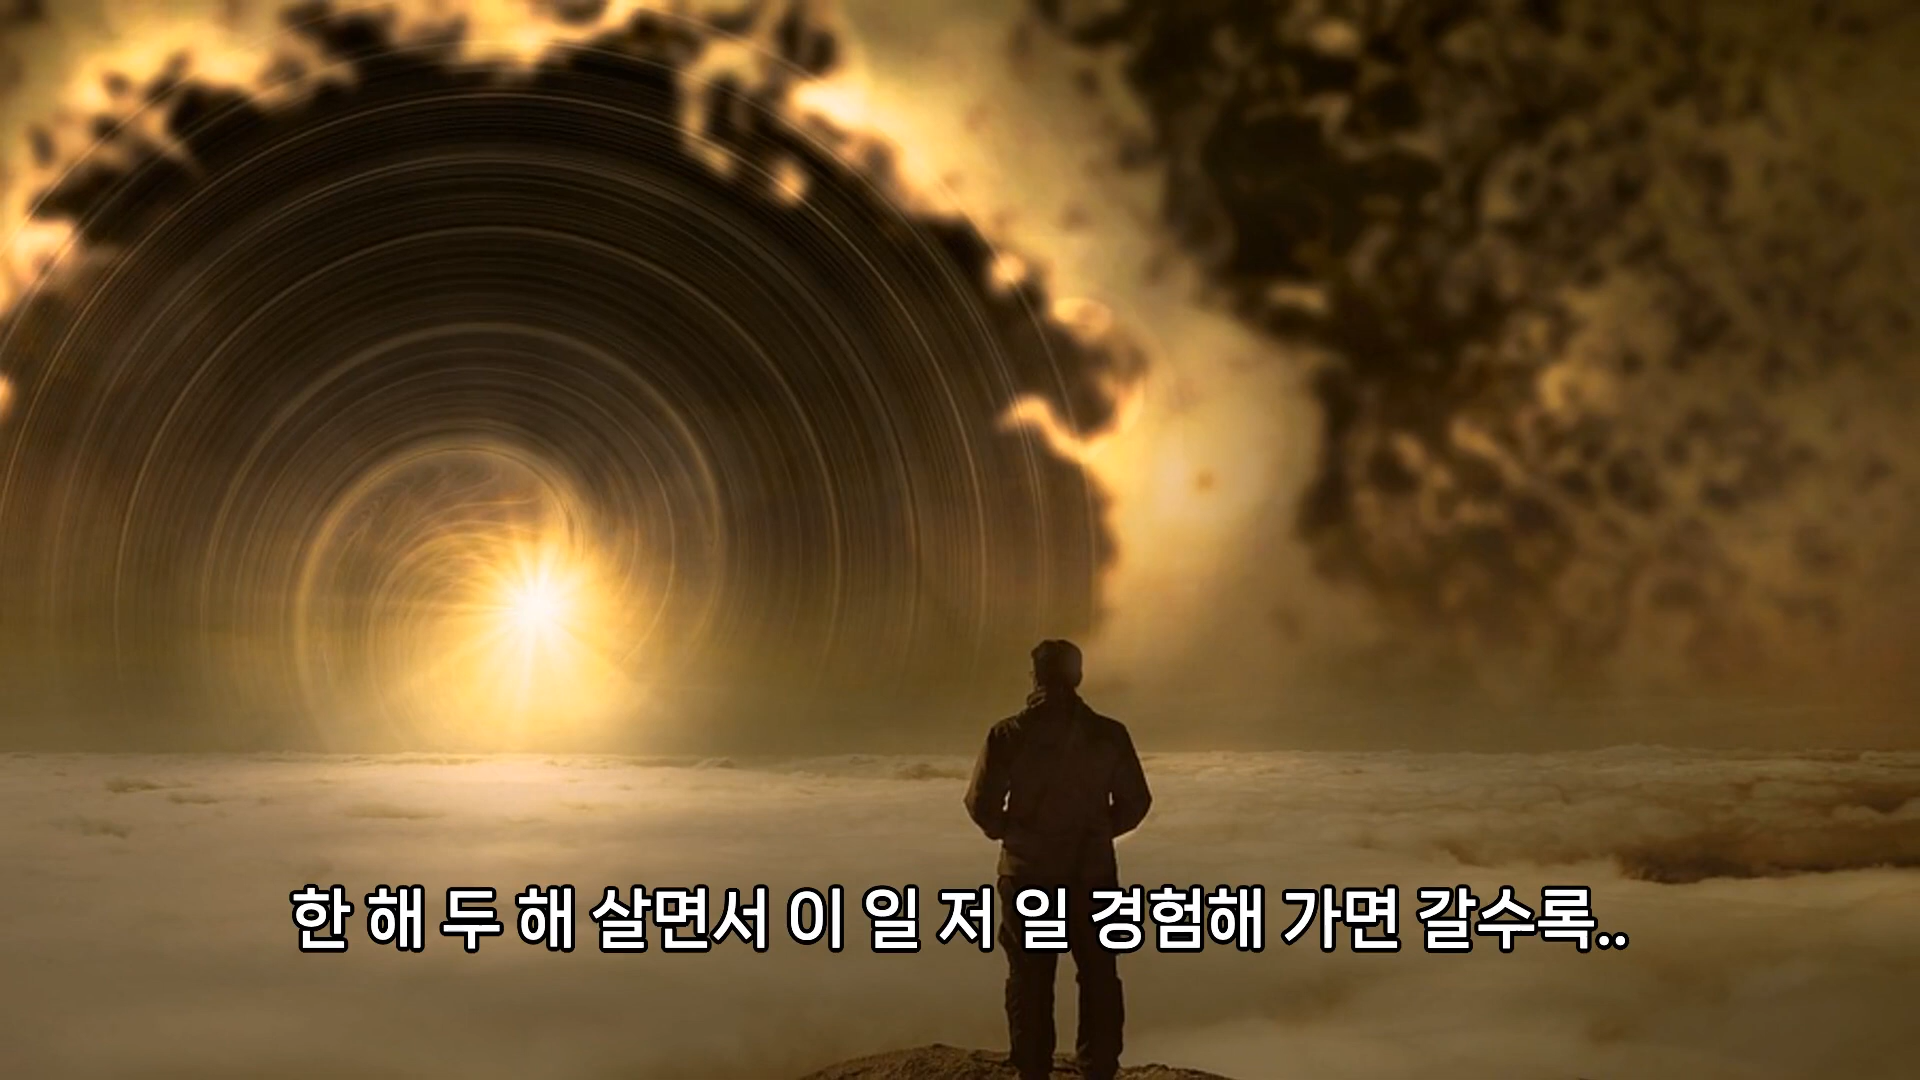 한 해 두 해 살면서 이 일 저 일 경험해 가면 갈수록..